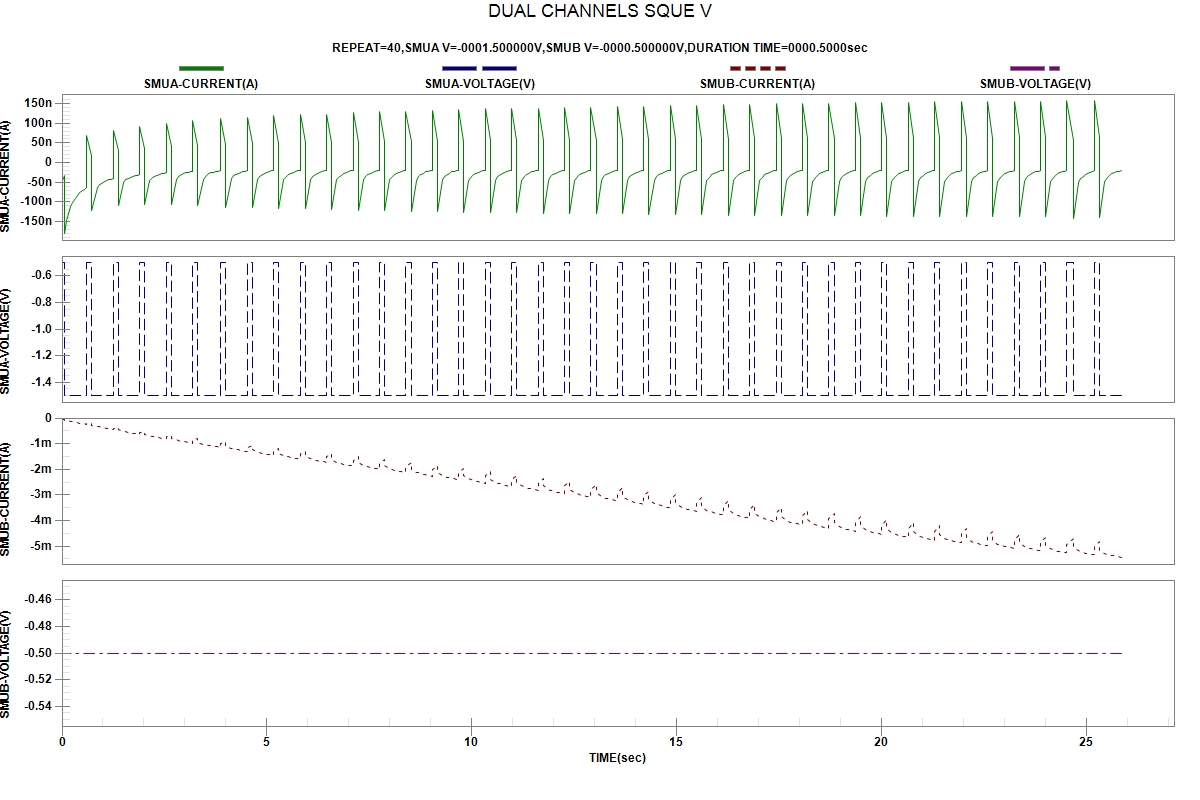 DUAL CHANNELS SQUE V
REPEAT=40,SMUA V=-0001.500000V,SMUB V=-0000.500000V,DURATION TIME=0000.5000sec
SMUA-CURRENT(A) SMUA-VOLTAGE(V) SMUB-CURRENT(A) SMUB-VOLTAGE(V)
SMUA-CURRENT(A)
150n
100n
50n
0
-50n
-100n
-150n
SMUA-VOLTAGE(V)
-0.6
-0.8
-1.0
-1.2
-1.4
SMUB-CURRENT(A)
0
-1m
-2m
-3m
-4m
-5m
SMUB-VOLTAGE(V)
-0.46
-0.48
-0.50
-0.52
-0.54
0 5 10 15 20 25
TIME(sec)